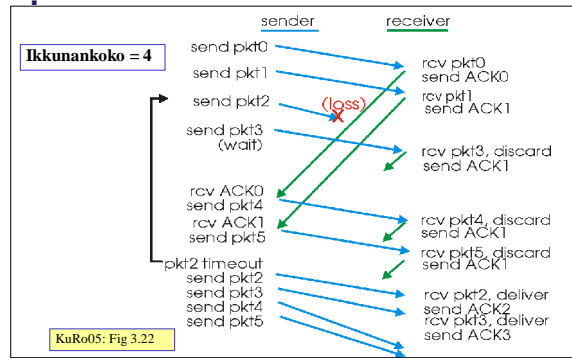 sender receiver
Ikkunankoko = 4
send pkt0
send pkt1
send pkt2
send pkt3
(wait)
(loss)
rcv pkt0
send ACK0
rcv pkt1
send ACK1
rcv pkt3, discard
send ACK1
rcv ACK0
send pkt4
rcv ACK1
send pkt5
rcv pkt4, discard
send ACK1
rcv pkt5, discard
send ACK1
pkt2 timeout
send pkt2
send pkt3
send pkt4
send pkt5
rcv pkt2, deliver
send ACK2
rcv pkt3, deliver
send ACK3
KuRo05: Fig 3.22